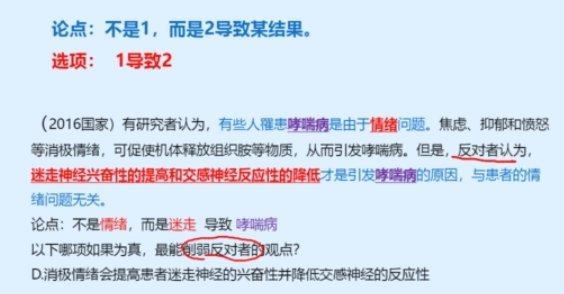 论点：不是1，而是2导致某结果。
选项： 1导致2
（2016国家）有研究者认为，有些人罹患哮喘病是由于情绪问题。焦虑、抑郁和愤怒
等消极情绪，可促使机体释放组织胺等物质，从而引发哮喘病。但是，反对者认为，
迷走神经兴奋性的提高和交感神经反应性的降低才是引发哮喘病的原因，与患者的情
绪问题无关。
论点：不是情绪，而是迷走 导致 哮喘病
以下哪项如果为真，最能削弱反对者的观点？
D.消极情绪会提高患者迷走神经的兴奋性并降低交感神经的反应性